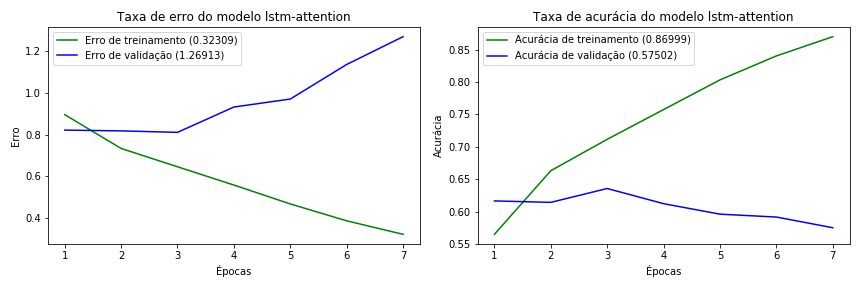 Taxa de erro do modelo lstm-attention
Erro de treinamento (0.32309)
Erro de validação (1.26913)
1.2
1.0
0.8
0.6
0.4
Erro
1 2 3 4 5 6 7
Épocas
Taxa de acurácia do modelo lstm-attention
Acurácia de treinamento (0.86999)
Acurácia de validação (0.57502)
0.85
0.80
0.75
0.70
0.65
0.60
0.55
Acurácia
1 2 3 4 5 6 7
Épocas